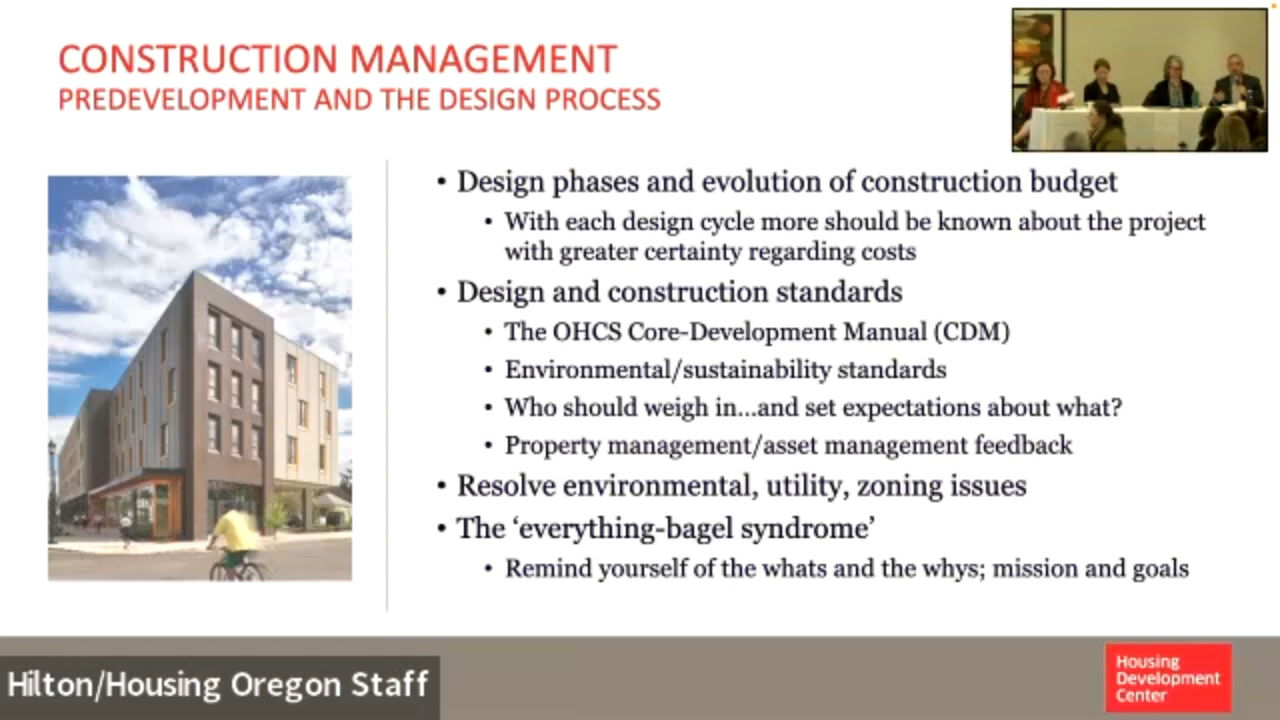 CONSTRUCTION MANAGEMENT
PREDEVELOPMENT AND THE DESIGN PROCESS
• Design phases and evolution of construction budget
• With each design cycle more should be known about the project
with greater certainty regarding costs
• Design and construction standards
• The OHCS Core-Development Manual (CDM)
• Environmental/sustainability standards
• Who should weigh in...and set expectations about what?
• Property management/asset management feedback
• Resolve environmental, utility, zoning issues
• The ‘everything-bagel syndrome’
• Remind yourself of the whats and the whys; mission and goals
Hilton/Housing Oregon Staff
Housing
Development
Center